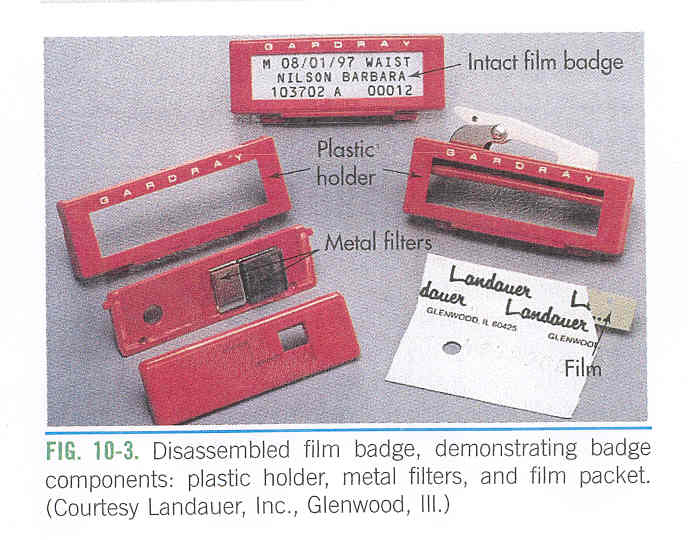 GARDRAY
M 08/01/97 WAIST
NILSON BARBARA
103702 A 00012
Intact film badge
Plastic
holder
GARDRAY
GARDRAY
Metal filters
Landauer
dauer
Landauer
L
GLENWOOD, IL 60425
GLENWOO
Film
FIG. 10-3. Disassembled film badge, demonstrating badge
components: plastic holder, metal filters, and film packet.
(Courtesy Landauer, Inc., Glenwood, Ill.)